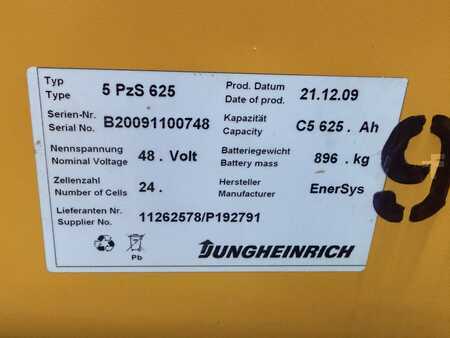 Typ
Type
5 PzS 625
Prod. Datum
Date of prod.
21.12.09
Serien-Nr.
Serial No.
B20091100748
Kapazität
Capacity
C5 625 . Ah
Nennspannung
Nominal Voltage
48 . Volt
Batteriegewicht
Battery mass
896 . kg
Zellenzahl
Number of Cells
24 .
Hersteller
Manufacturer
EnerSys
Lieferanten Nr.
Supplier No.
11262578/P192791
Pb
JUNGHEINRICH
9